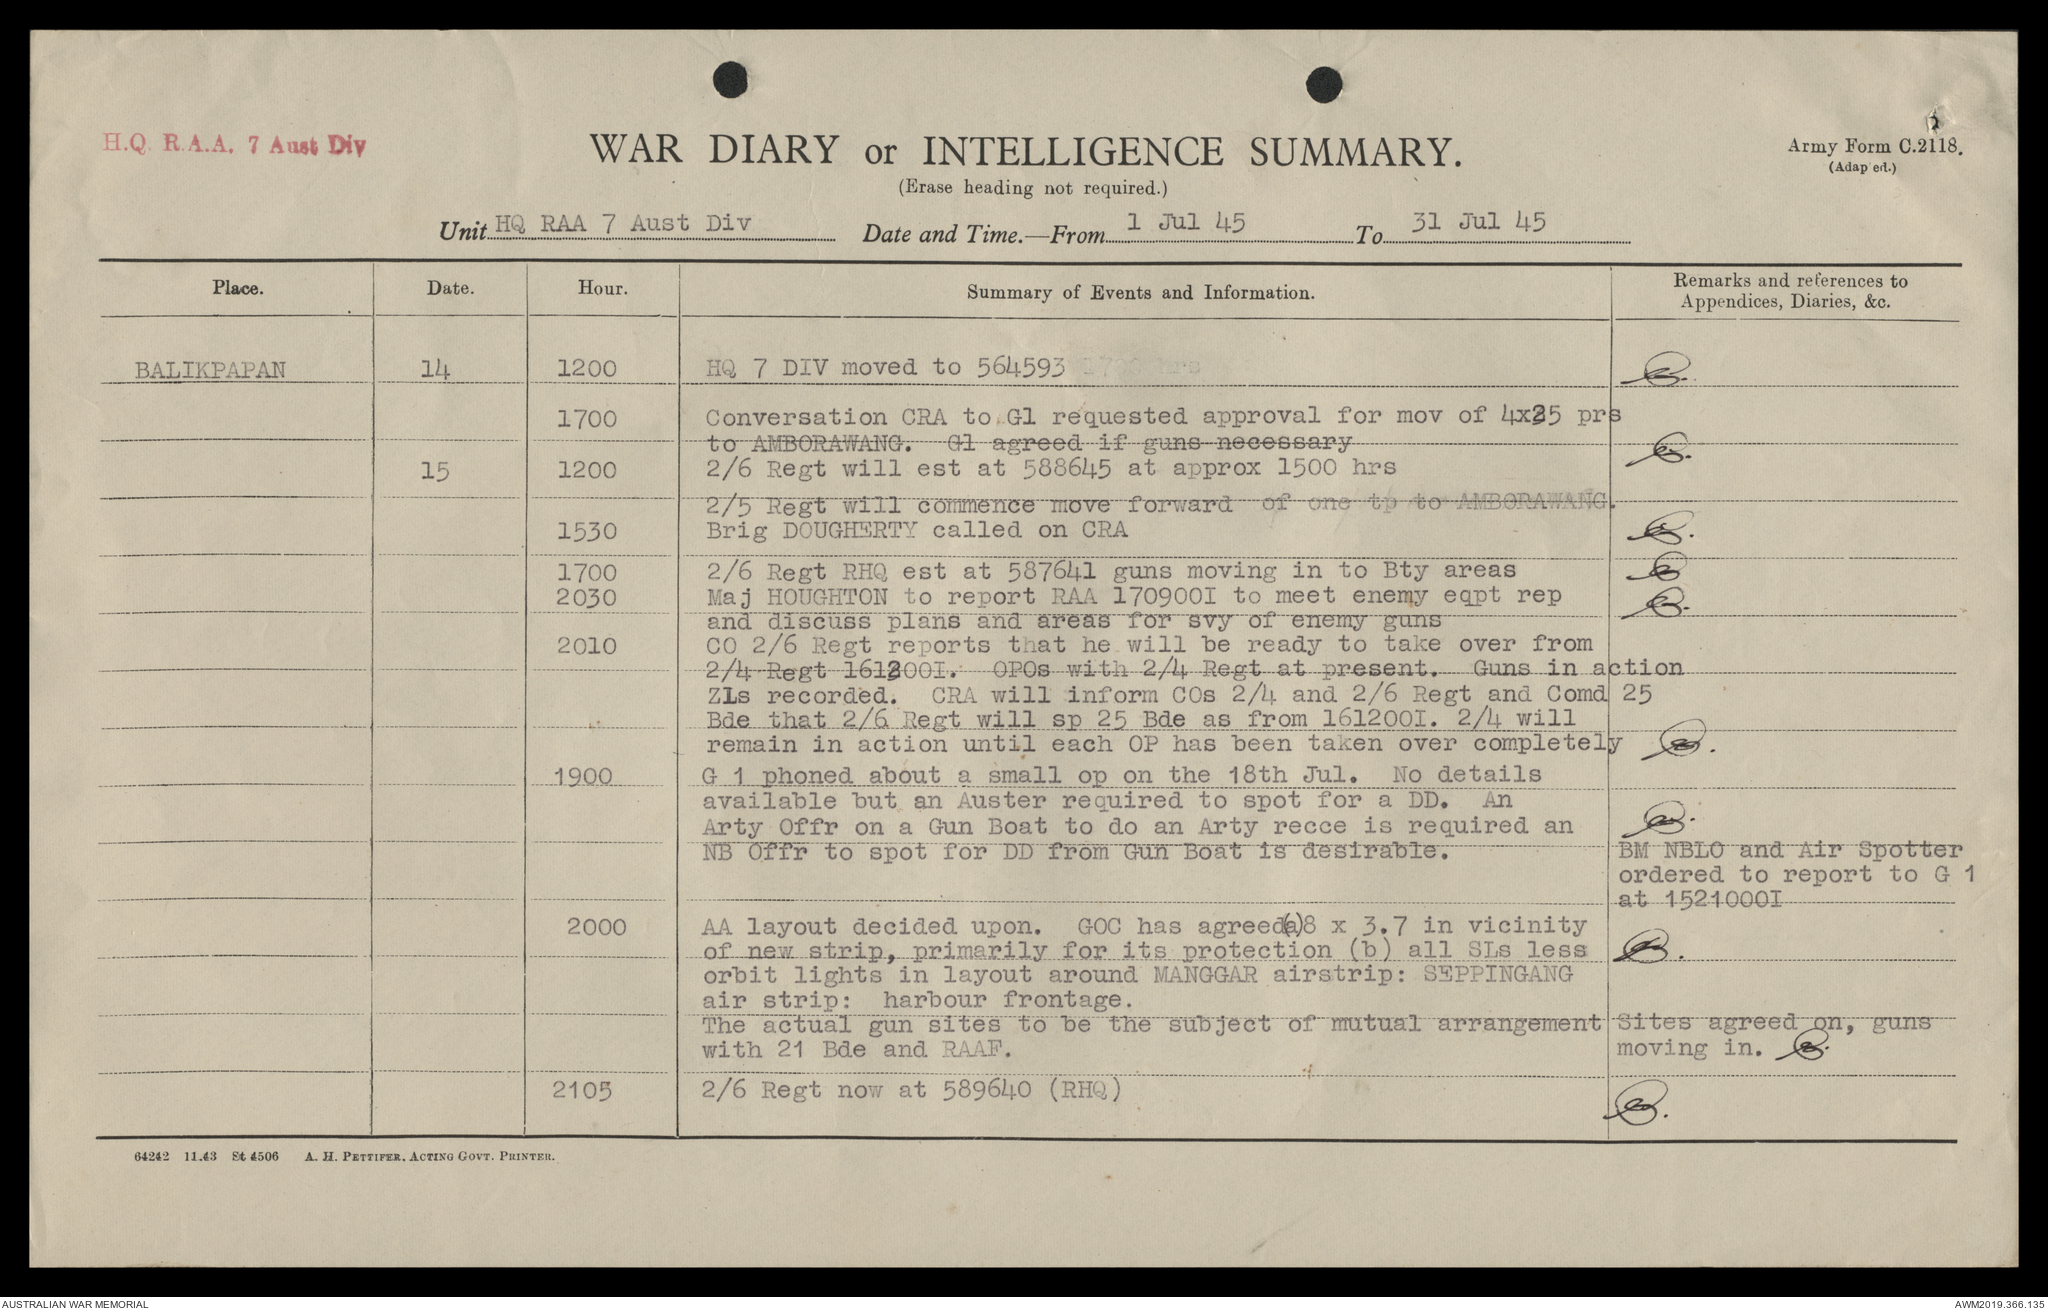 H.Q. R.A.A. 7 Aust Div
WAR DIARY or INTELLIGENCE SUMMARY.
(Erase heading not required.)
Army Form C.2118.
(Adap ed.)
Unit HQ RAA 7 Aust Div Date and Time.—From 1 Jul 45 To 31 Jul 45
Place. Date. Hour. Summary of Events and Information. Remarks and references to
Appendices, Diaries, &c.
BALIKPAPAN 14 1200 HQ 7 DIV moved to 564593
1700 Conversation CRA to G1 requested approval for mov of 4x25 prs
to AMBORAWANG. G1 agreed if guns necessary
15 1200 2/6 Regt will est at 588645 at approx 1500 hrs
2/5 Regt will commence move forward of one tp to AMBORAWANG.
1530 Brig DOUGHERTY called on CRA
1700 2/6 Regt RHQ est at 587641 guns moving in to Bty areas
2030 Maj HOUGHTON to report RAA 170900I to meet enemy eqpt rep
and discuss plans and areas for svy of enemy guns
2010 CO 2/6 Regt reports that he will be ready to take over from
2/4 Regt 161200I. OPOs with 2/4 Regt at present. Guns in action
ZLs recorded. CRA will inform COs 2/4 and 2/6 Regt and Comd 25
Bde that 2/6 Regt will sp 25 Bde as from 161200I. 2/4 will
remain in action until each OP has been taken over completely
1900 G 1 phoned about a small op on the 18th Jul. No details
available but an Auster required to spot for a DD. An
Arty Offr on a Gun Boat to do an Arty recce is required an
NB Offr to spot for DD from Gun Boat is desirable. BM NBLO and Air Spotter
ordered to report to G 1
at 1521000I
2000 AA layout decided upon. GOC has agreed(a)8 x 3.7 in vicinity
of new strip, primarily for its protection (b) all SLs less
orbit lights in layout around MANGGAR airstrip: SEPPINGANG
air strip: harbour frontage.
The actual gun sites to be the subject of mutual arrangement Sites agreed on, guns
with 21 Bde and RAAF. moving in.
2105 2/6 Regt now at 589640 (RHQ)
64242 11.43 St 4506 A. H. PETTIFER. ACTING GOVT. PRINTER.
AUSTRALIAN WAR MEMORIAL AWM2019.366.135